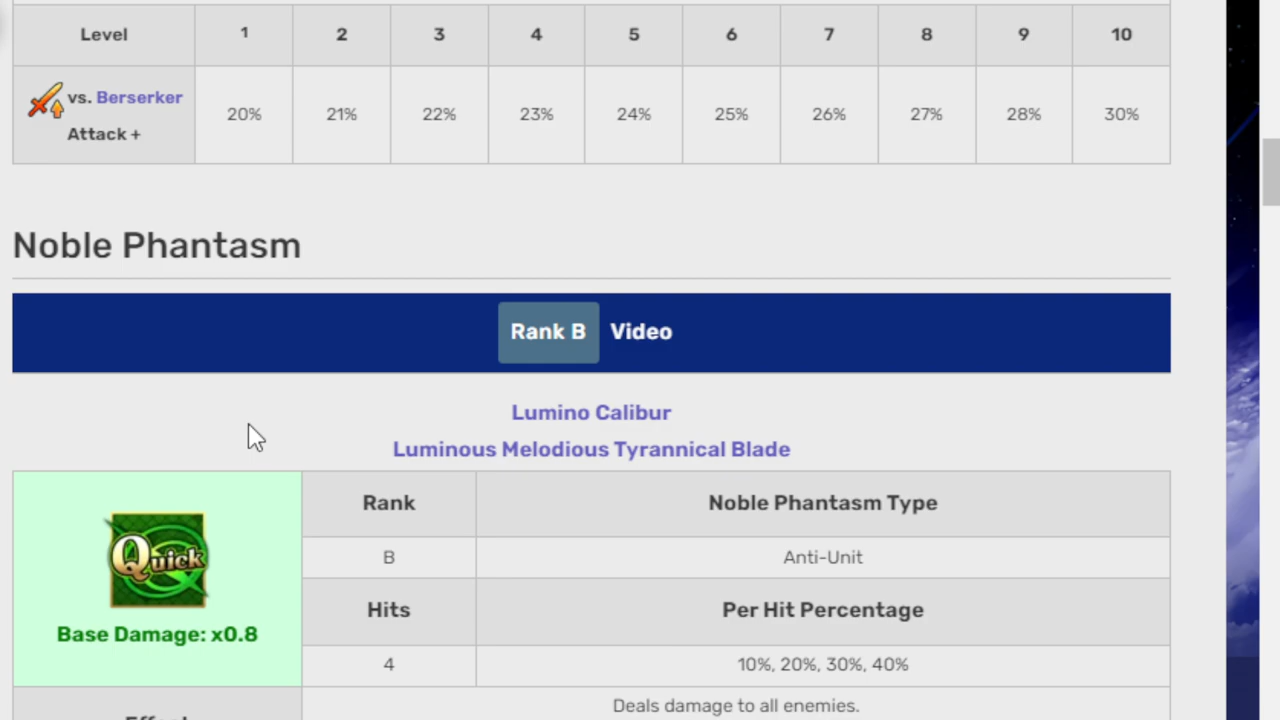 Level 1 2 3 4 5 6 7 8 9 10
vs. Berserker
Attack + 20% 21% 22% 23% 24% 25% 26% 27% 28% 30%
Noble Phantasm
Rank B Video
Lumino Calibur
Luminous Melodious Tyrannical Blade
Quick
Base Damage: x0.8
Rank Noble Phantasm Type
B Anti-Unit
Hits Per Hit Percentage
4 10%, 20%, 30%, 40%
Deals damage to all enemies.